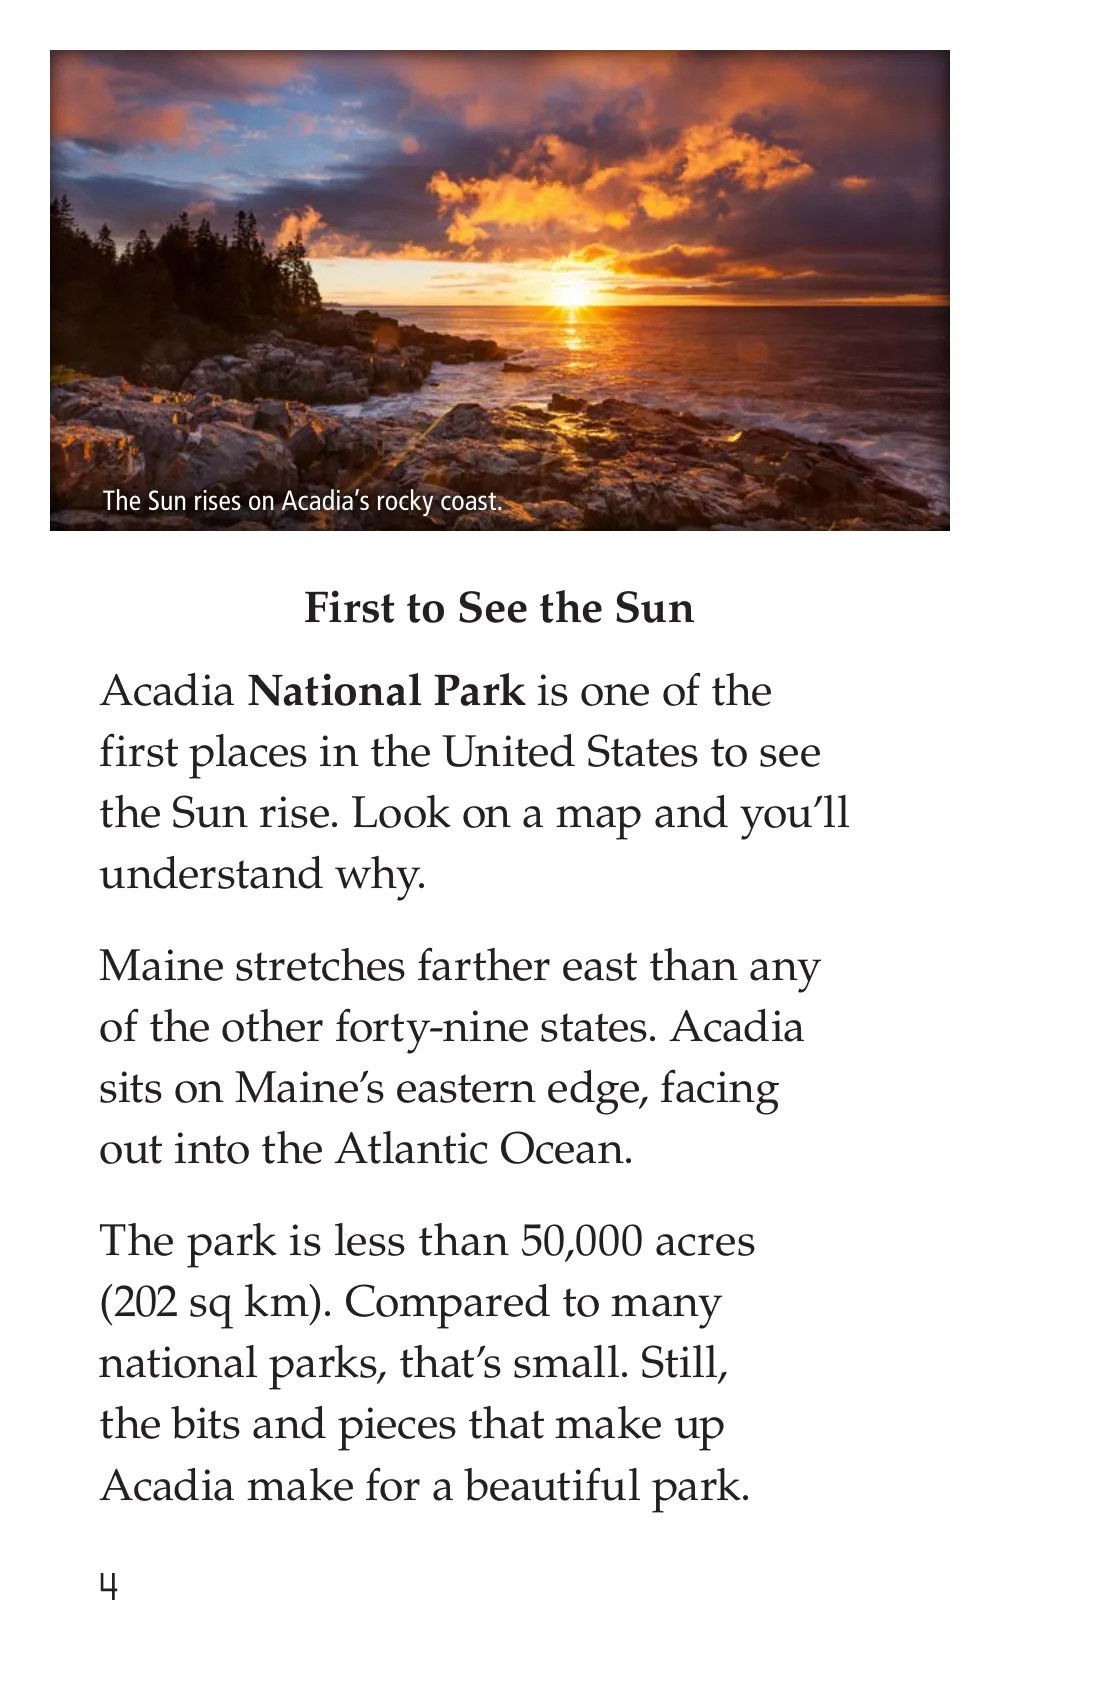 The Sun rises on Acadia's rocky coast.
First to See the Sun
Acadia National Park is one of the
first places in the United States to see
the Sun rise. Look on a map and you'll
understand why.
Maine stretches farther east than any
of the other forty-nine states. Acadia
sits on Maine's eastern edge, facing
out into the Atlantic Ocean.
The park is less than 50,000 acres
(202 sq km). Compared to many
national parks, that's small. Still,
the bits and pieces that make up
Acadia make for a beautiful park.
4